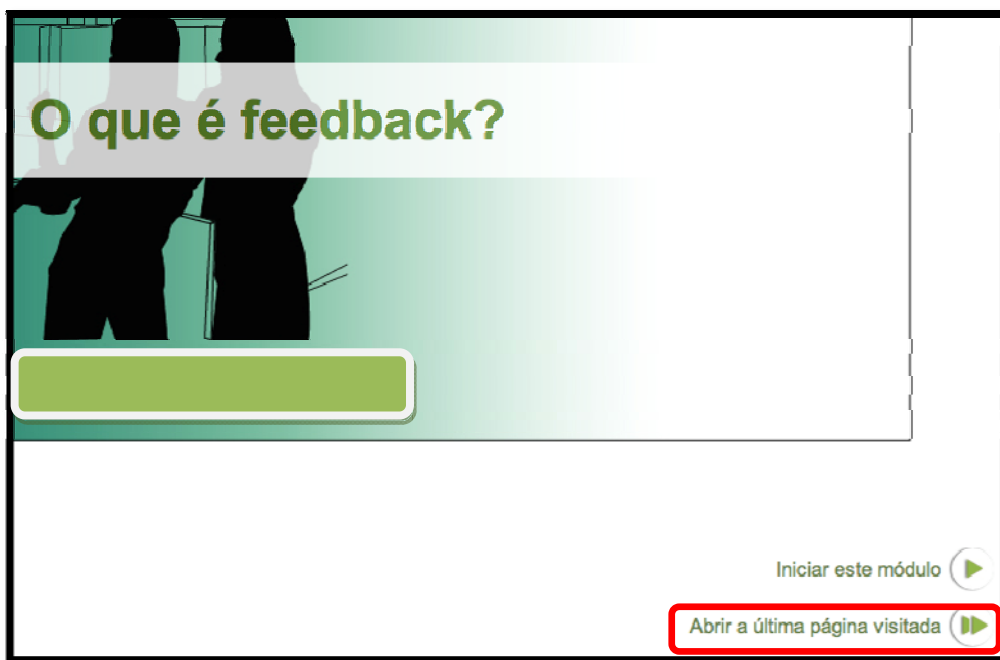 O que é feedback?
Iniciar este módulo
Abrir a última página visitada